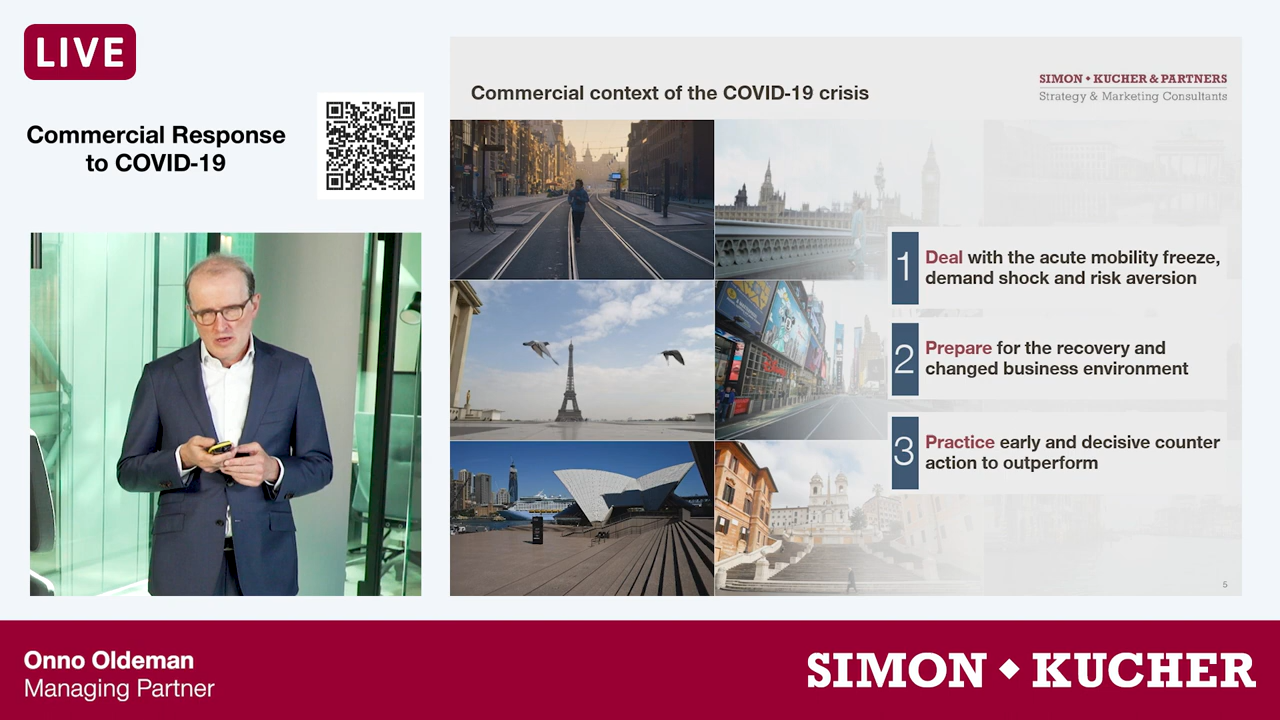 LIVE
Commercial Response
to COVID-19
Commercial context of the COVID-19 crisis
SIMON • KUCHER & PARTNERS
Strategy & Marketing Consultants
1
Deal with the acute mobility freeze,
demand shock and risk aversion
2
Prepare for the recovery and
changed business environment
3
Practice early and decisive counter
action to outperform
5
Onno Oldeman
Managing Partner
SIMON ◆ KUCHER